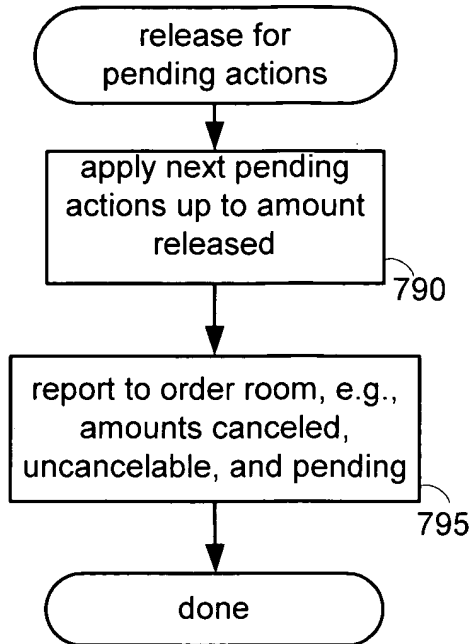 release for
pending actions
apply next pending
actions up to amount
released
790
report to order room, e.g.,
amounts canceled,
uncancelable, and pending
795
done